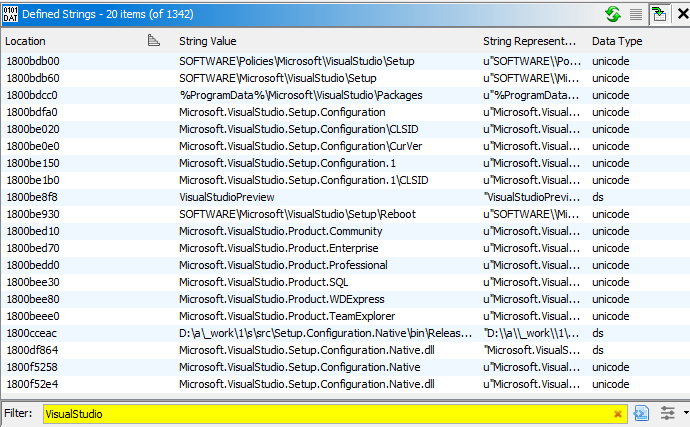 0101 DAT Defined Strings - 20 items (of 1342)
Location String Value String Represent... Data Type
1800bdb00 SOFTWARE\Policies\Microsoft\VisualStudio\Setup u"SOFTWARE\\Po... unicode
1800bdb60 SOFTWARE\Microsoft\VisualStudio\Setup u"SOFTWARE\\Mi... unicode
1800bdcc0 %ProgramData%\Microsoft\VisualStudio\Packages u"%ProgramData... unicode
1800bdfa0 Microsoft.VisualStudio.Setup.Configuration u"Microsoft.Visual... unicode
1800be020 Microsoft.VisualStudio.Setup.Configuration\CLSID u"Microsoft.Visual... unicode
1800be0e0 Microsoft.VisualStudio.Setup.Configuration\CurVer u"Microsoft.Visual... unicode
1800be150 Microsoft.VisualStudio.Setup.Configuration.1 u"Microsoft.Visual... unicode
1800be1b0 Microsoft.VisualStudio.Setup.Configuration.1\CLSID u"Microsoft.Visual... unicode
1800be8f8 VisualStudioPreview "VisualStudioPrevi... ds
1800be930 SOFTWARE\Microsoft\VisualStudio\Setup\Reboot u"SOFTWARE\\Mi... unicode
1800bed10 Microsoft.VisualStudio.Product.Community u"Microsoft.Visual... unicode
1800bed70 Microsoft.VisualStudio.Product.Enterprise u"Microsoft.Visual... unicode
1800bedd0 Microsoft.VisualStudio.Product.Professional u"Microsoft.Visual... unicode
1800bee30 Microsoft.VisualStudio.Product.SQL u"Microsoft.Visual... unicode
1800bee80 Microsoft.VisualStudio.Product.WDExpress u"Microsoft.Visual... unicode
1800beee0 Microsoft.VisualStudio.Product.TeamExplorer u"Microsoft.Visual... unicode
1800cceac D:\a\_work\1\s\src\Setup.Configuration.Native\bin\Releas... "D:\\a\\_work\\1\... ds
1800df864 Microsoft.VisualStudio.Setup.Configuration.Native.dll "Microsoft.VisualS... ds
1800f5258 Microsoft.VisualStudio.Setup.Configuration.Native u"Microsoft.Visual... unicode
1800f52e4 Microsoft.VisualStudio.Setup.Configuration.Native.dll u"Microsoft.Visual... unicode
Filter: VisualStudio